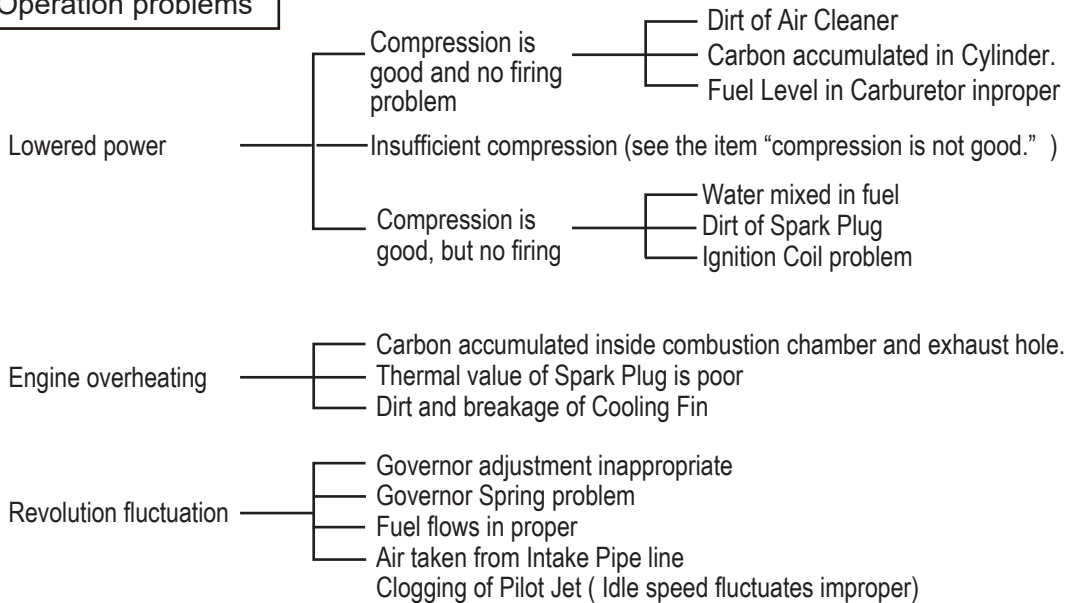 Operation problems
Dirt of Air Cleaner
Compression is
good and no firing
problem
Carbon accumulated in Cylinder.
Fuel Level in Carburetor inproper
Lowered power
Insufficient compression (see the item “compression is not good.” )
Compression is
good, but no firing
Water mixed in fuel
Dirt of Spark Plug
Ignition Coil problem
Engine overheating
Carbon accumulated inside combustion chamber and exhaust hole.
Thermal value of Spark Plug is poor
Dirt and breakage of Cooling Fin
Revolution fluctuation
Governor adjustment inappropriate
Governor Spring problem
Fuel flows in proper
Air taken from Intake Pipe line
Clogging of Pilot Jet ( Idle speed fluctuates improper)